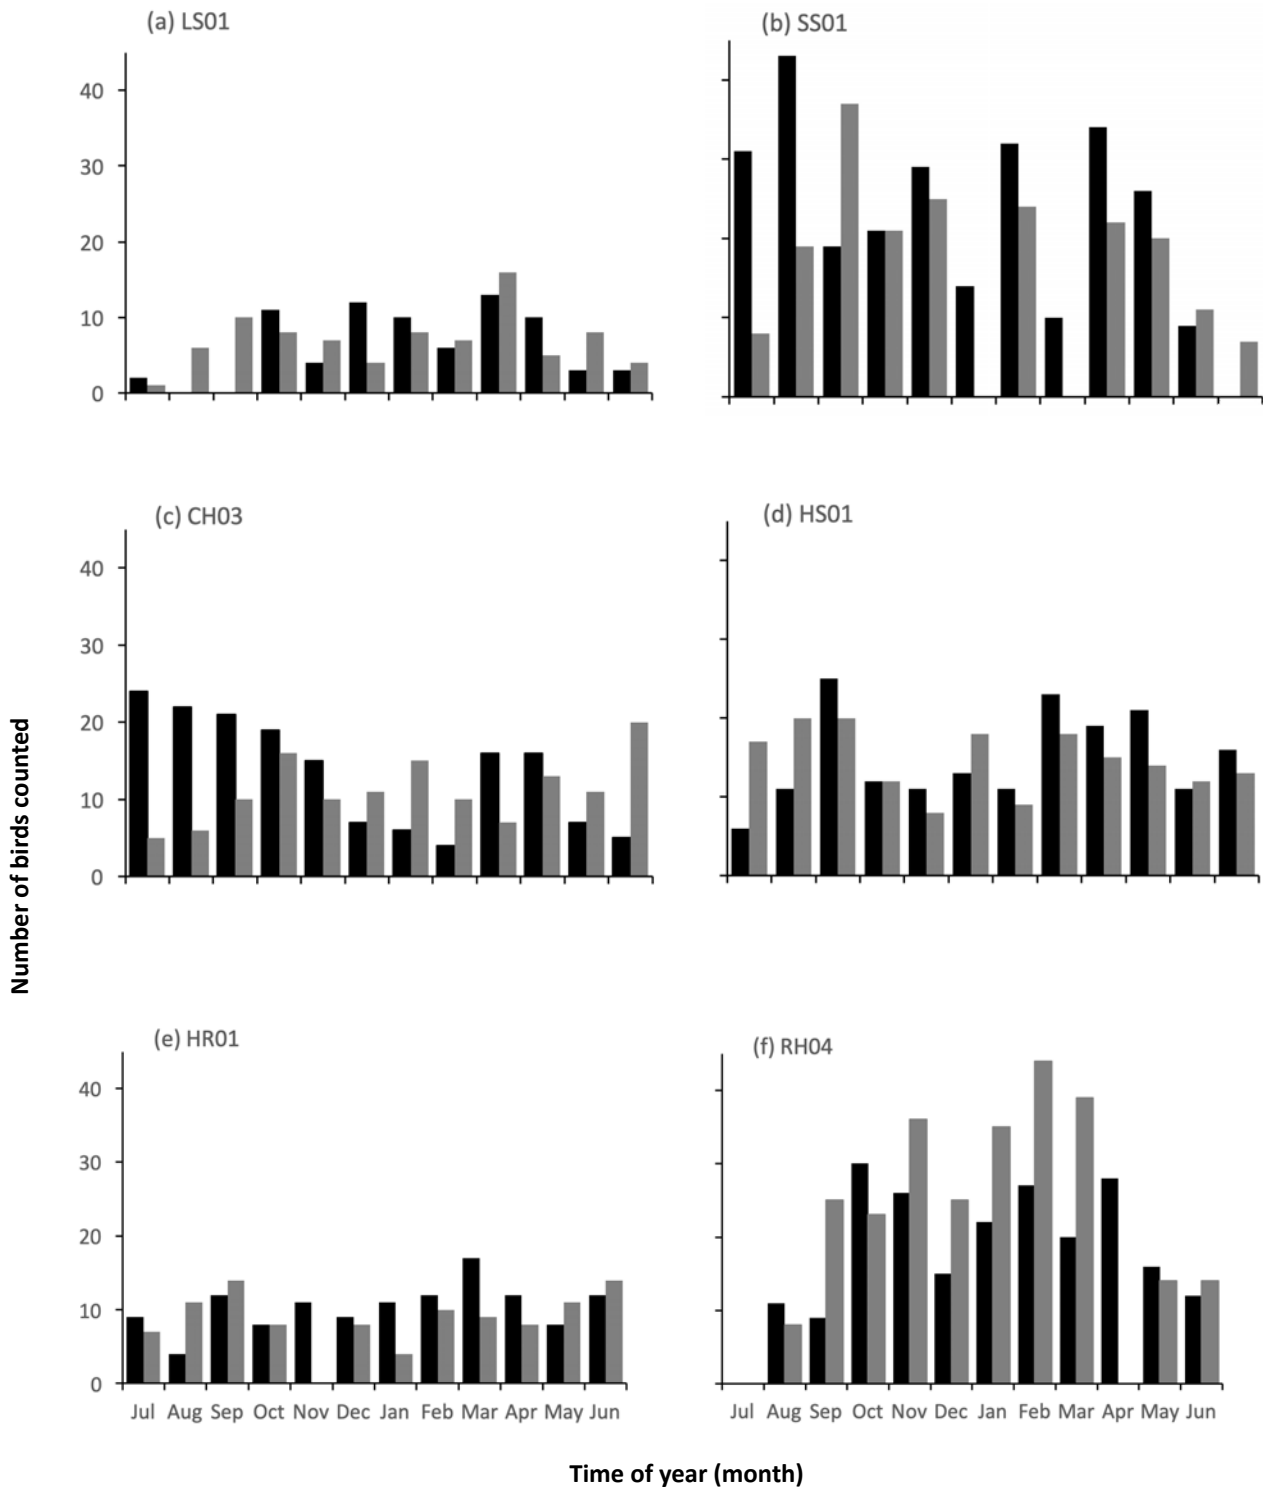 (a) LS01
40
30
20
10
0
(b) SS01
(c) CH03
40
30
20
10
0
(d) HS01
Number of birds counted
(e) HR01
40
30
20
10
0
Jul Aug Sep Oct Nov Dec Jan Feb Mar Apr May Jun
(f) RH04
Jul Aug Sep Oct Nov Dec Jan Feb Mar Apr May Jun
Time of year (month)